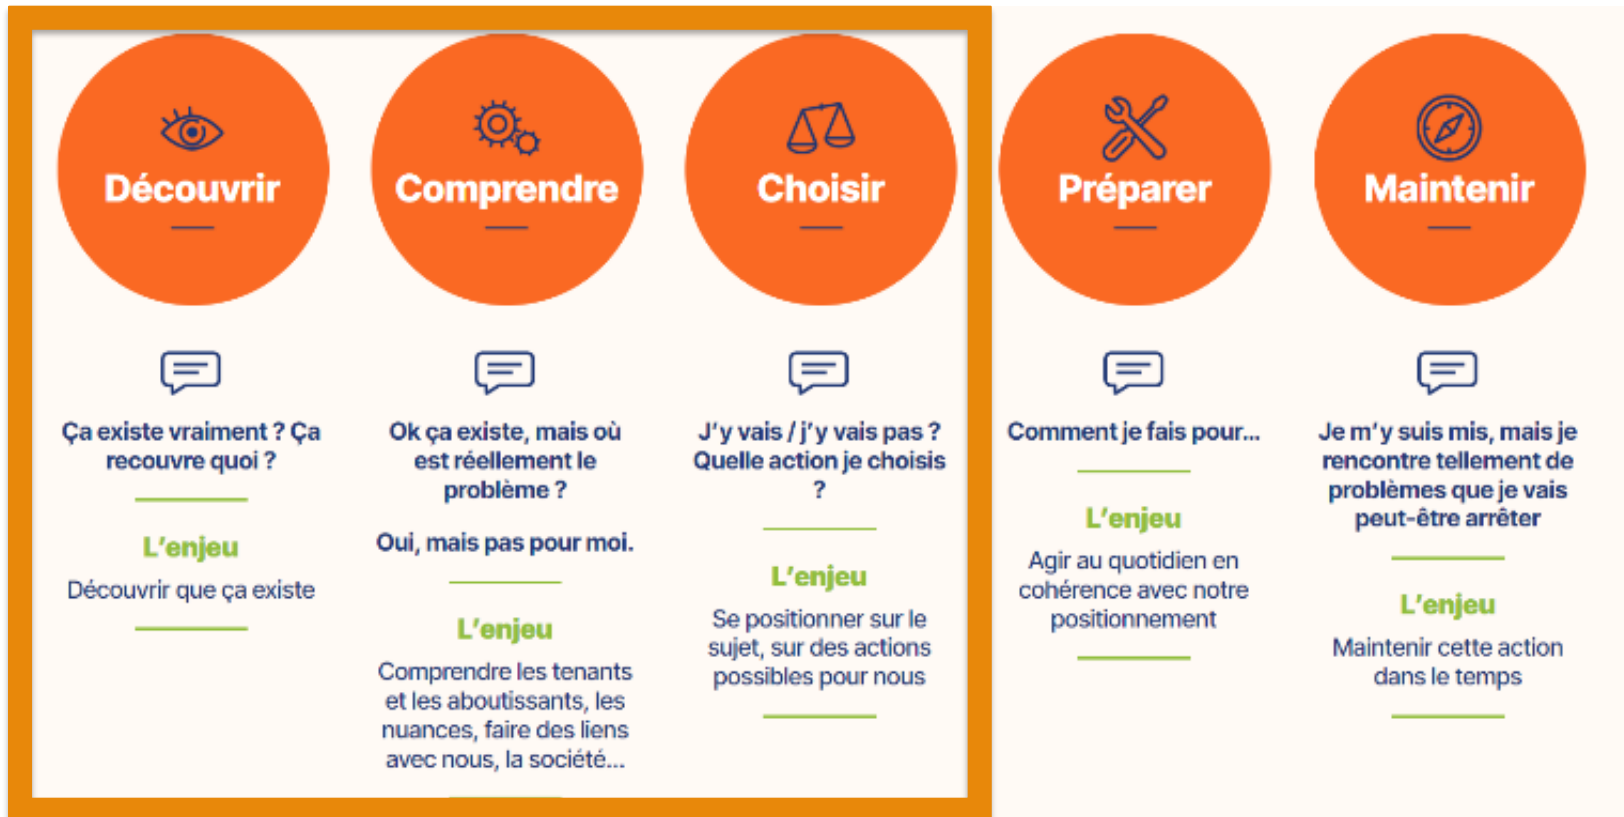 Découvrir
Ça existe vraiment ? Ça
recouvre quoi ?
L'enjeu
Découvrir que ça existe
Comprendre
Ok ça existe, mais où
est réellement le
problème ?
Oui, mais pas pour moi.
L'enjeu
Comprendre les tenants
et les aboutissants, les
nuances, faire des liens
avec nous, la société...
Choisir
J'y vais / j'y vais pas ?
Quelle action je choisis
?
L'enjeu
Se positionner sur le
sujet, sur des actions
possibles pour nous
Préparer
Comment je fais pour...
L'enjeu
Agir au quotidien en
cohérence avec notre
positionnement
Maintenir
Je m'y suis mis, mais je
rencontre tellement de
problèmes que je vais
peut-être arrêter
L'enjeu
Maintenir cette action
dans le temps